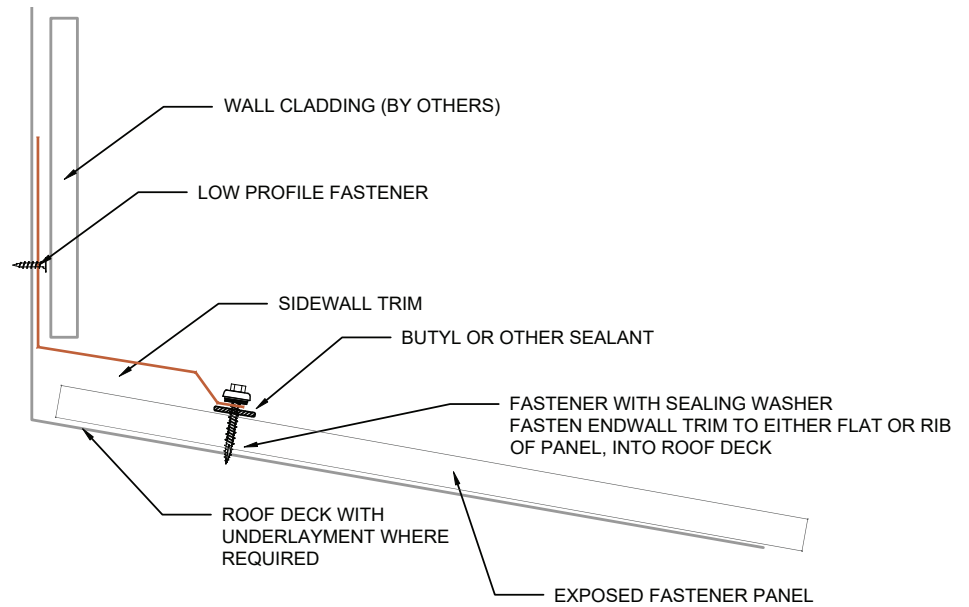 WALL CLADDING (BY OTHERS)
LOW PROFILE FASTENER
SIDEWALL TRIM
BUTYL OR OTHER SEALANT
FASTENER WITH SEALING WASHER
FASTEN ENDWALL TRIM TO EITHER FLAT OR RIB
OF PANEL, INTO ROOF DECK
ROOF DECK WITH
UNDERLAYMENT WHERE
REQUIRED
EXPOSED FASTENER PANEL